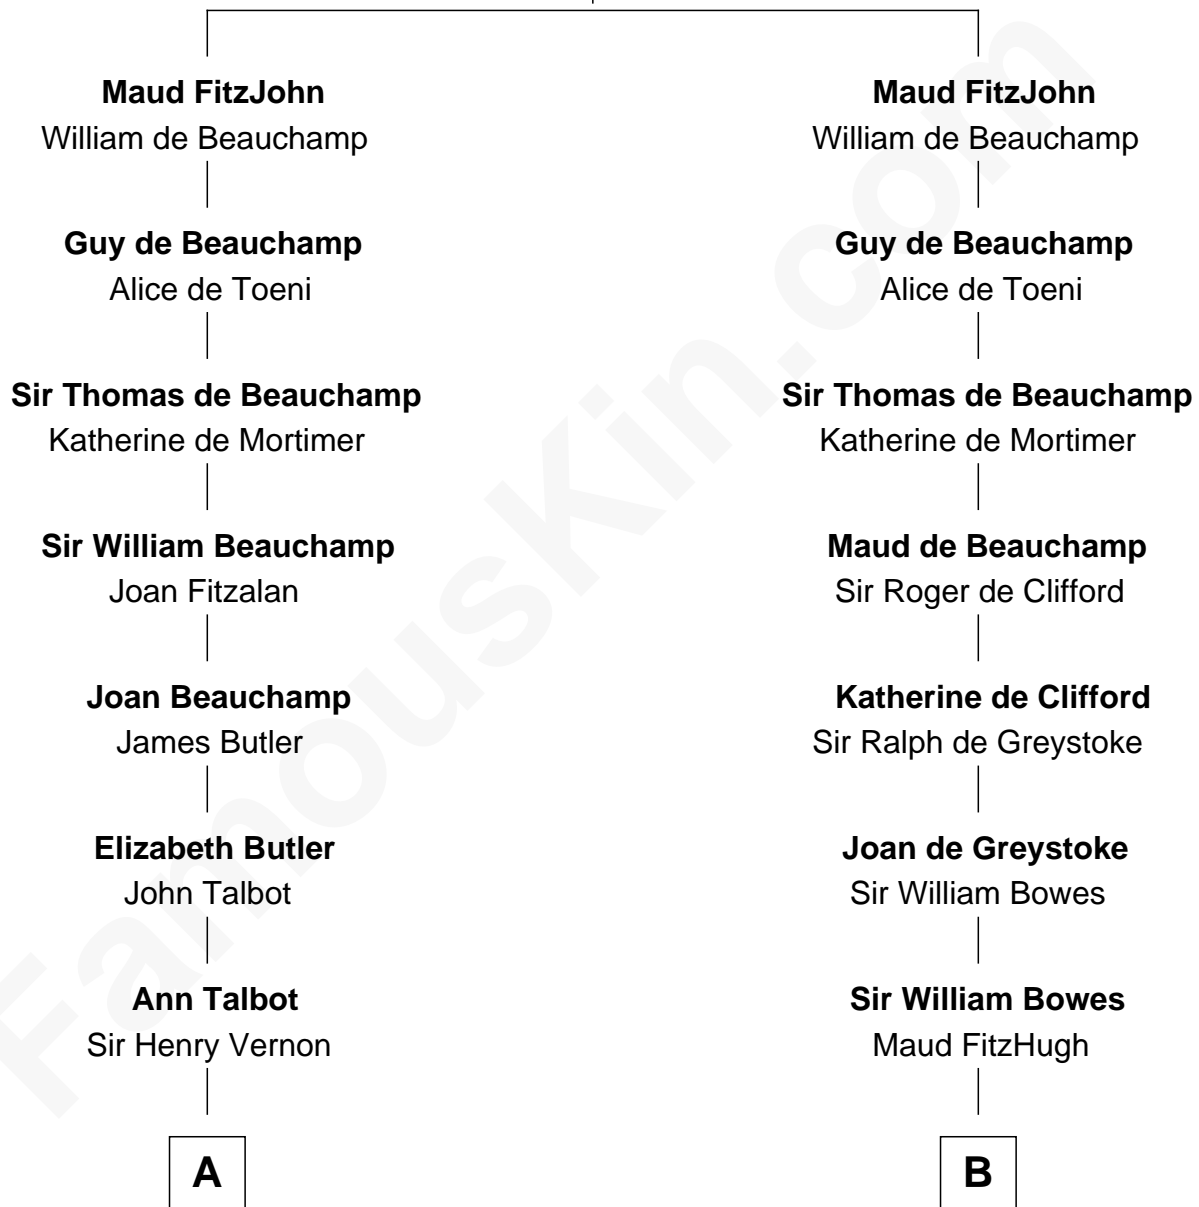 Maud FitzJohn
William de Beauchamp
Guy de Beauchamp
Alice de Toeni
Sir Thomas de Beauchamp
Katherine de Mortimer
Sir William Beauchamp
Joan Fitzalan
Joan Beauchamp
James Butler
Elizabeth Butler
John Talbot
Ann Talbot
Sir Henry Vernon
A
Maud FitzJohn
William de Beauchamp
Guy de Beauchamp
Alice de Toeni
Sir Thomas de Beauchamp
Katherine de Mortimer
Maud de Beauchamp
Sir Roger de Clifford
Katherine de Clifford
Sir Ralph de Greystoke
Joan de Greystoke
Sir William Bowes
Sir William Bowes
Maud FitzHugh
B
FamousKin.com